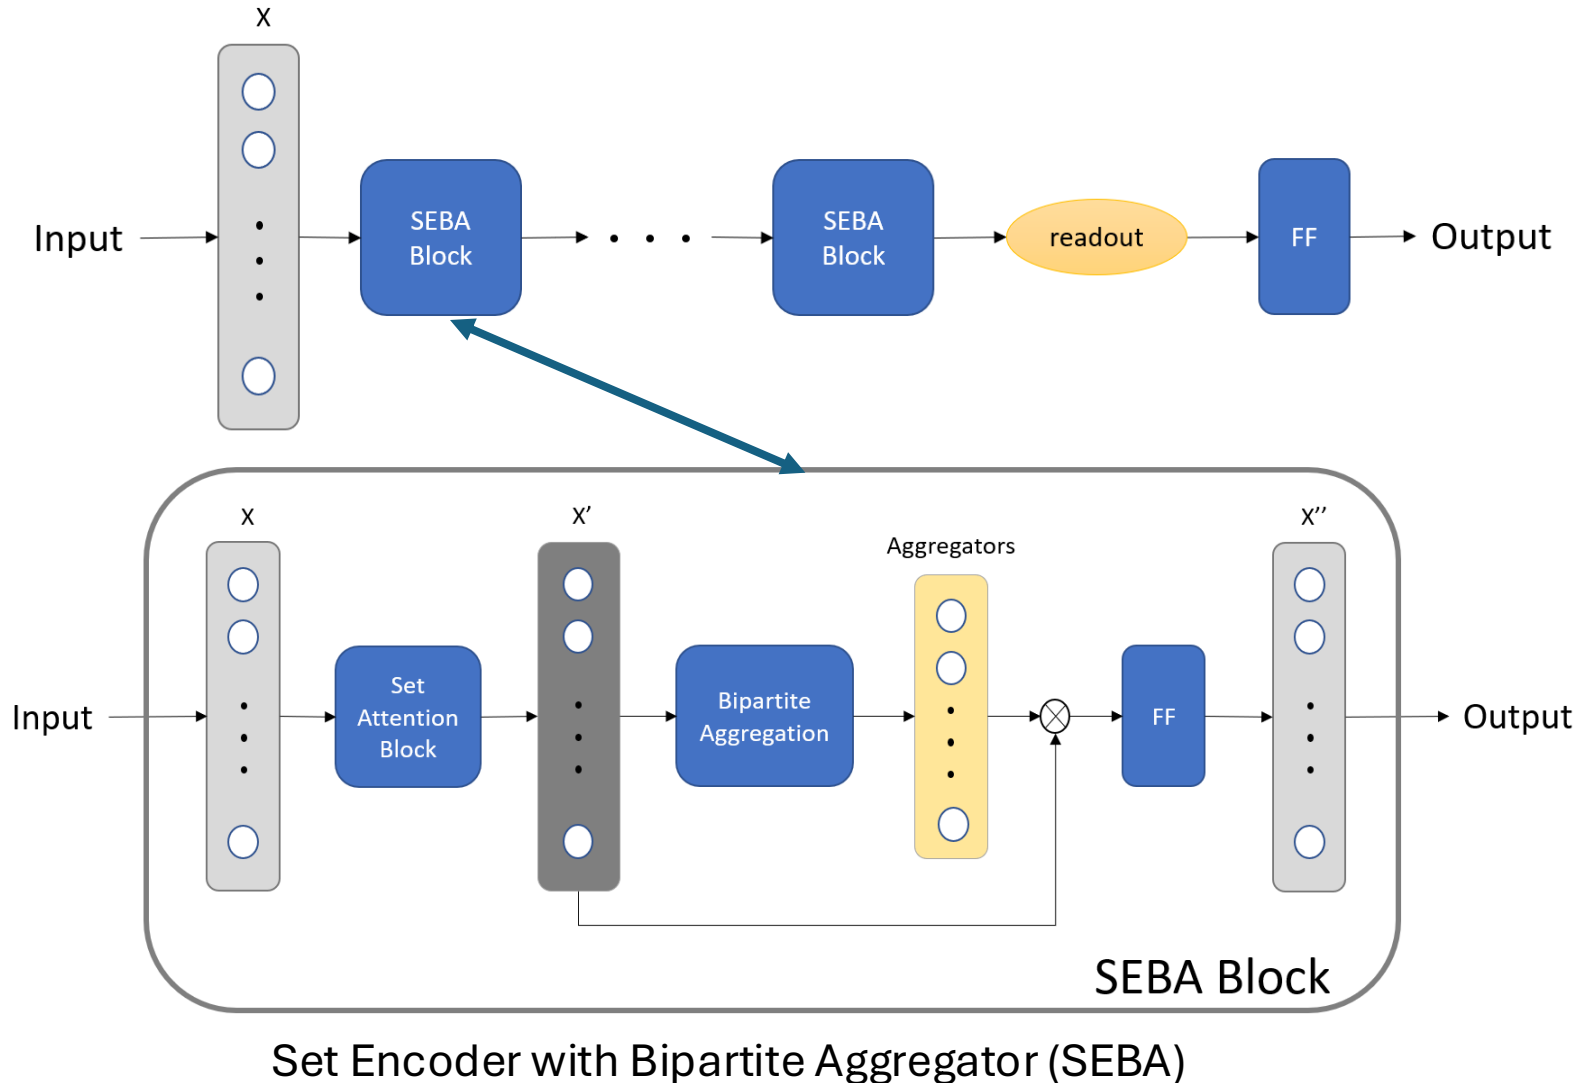 X
Input
SEBA
Block
SEBA
Block
readout
FF
Output
X
X’
Aggregators
X’’
Input
Set
Attention
Block
Bipartite
Aggregation
FF
Output
SEBA Block
Set Encoder with Bipartite Aggregator (SEBA)